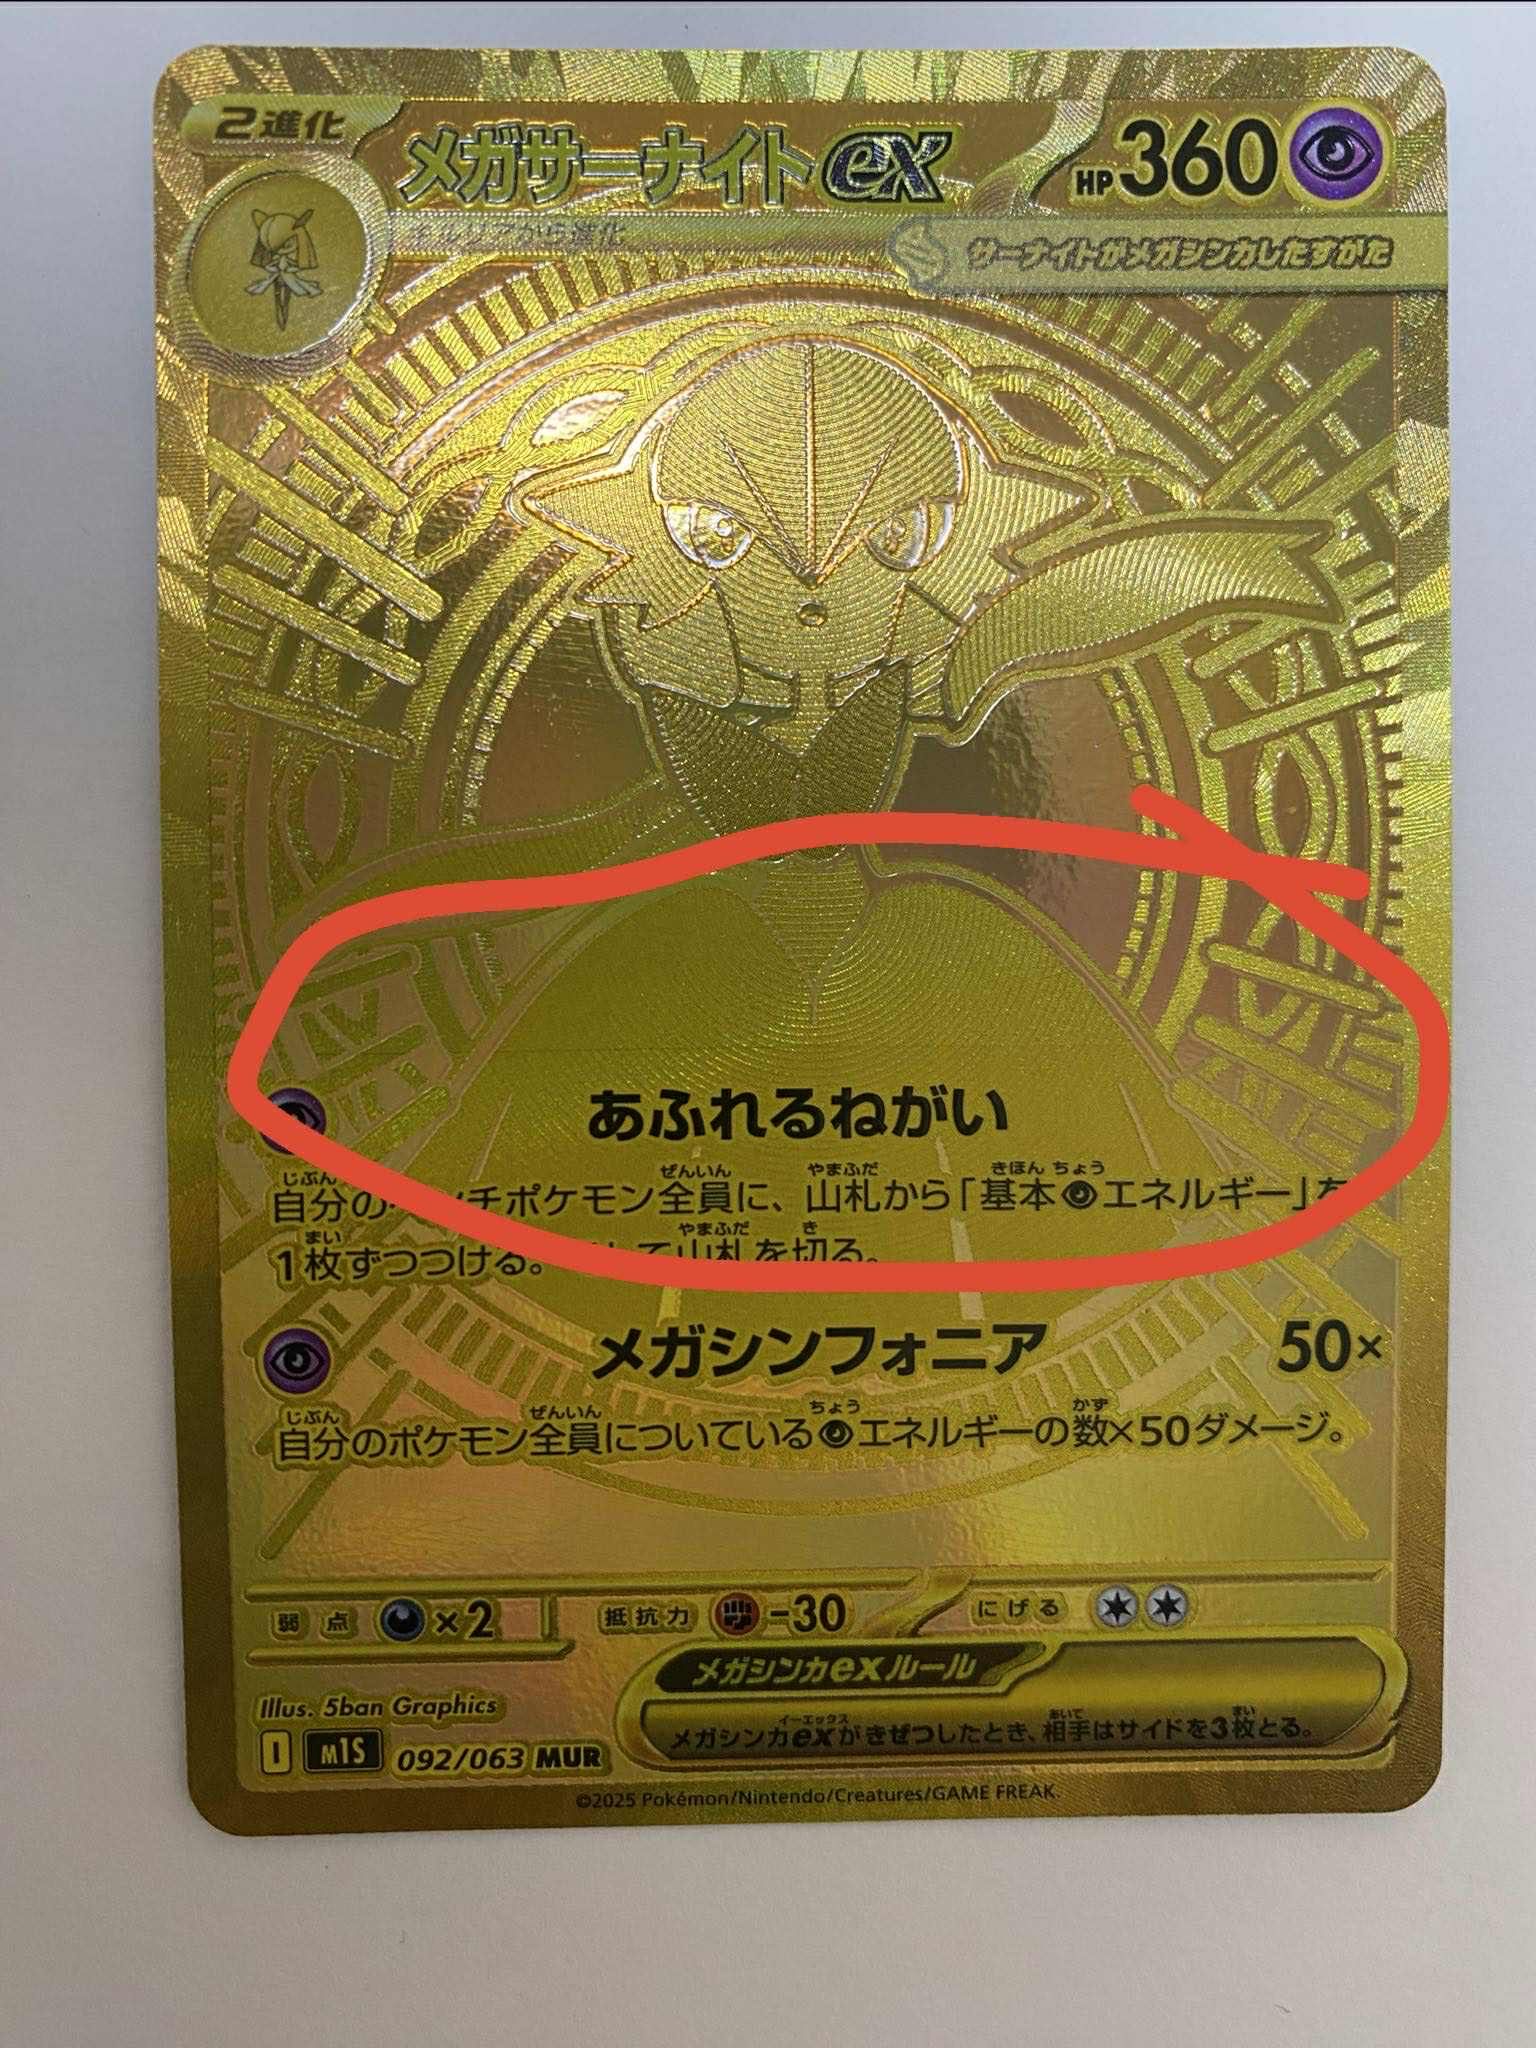 2進化
メガサーナイトex HP360
キルリアから進化
サーナイトがメガシンカしたすがた
あふれるねがい
自分の ンチポケモン全員に、山札から「基本 エネルギー」を
1枚ずつつける。 て山札を切る。
メガシンフォニア 50×
自分のポケモン全員についている エネルギーの数×50ダメージ。
弱点 ×2 抵抗力 -30 にげる
メガシンカexルール
メガシンカexがきぜつしたとき、相手はサイドを3枚とる。
Illus. 5ban Graphics
I M1S 092/063 MUR
©2025 Pokémon/Nintendo/Creatures/GAME FREAK.